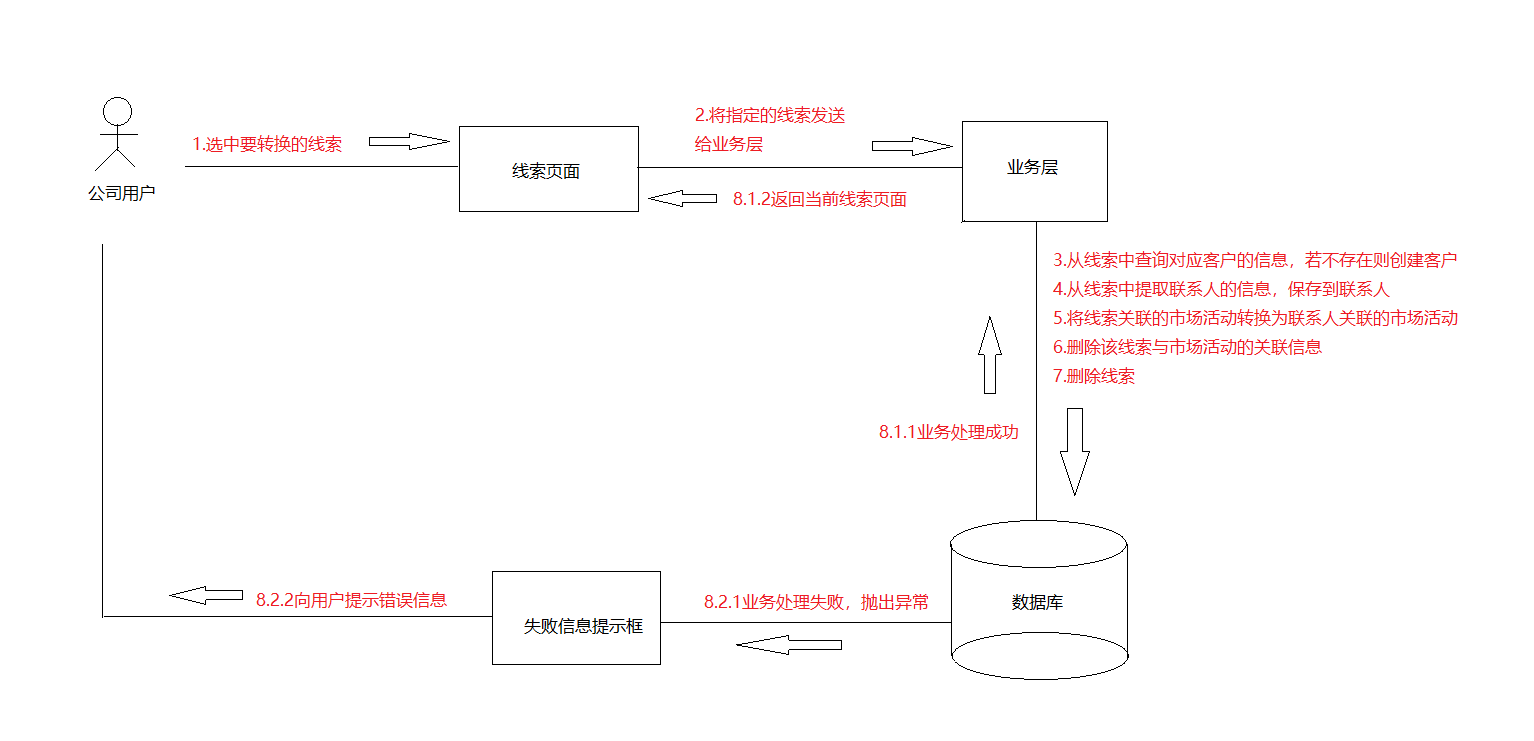 1.选中要转换的线索
公司用户
线索页面
2.将指定的线索发送
给业务层
8.1.2返回当前线索页面
业务层
3.从线索中查询对应客户的信息，若不存在则创建客户
4.从线索中提取联系人的信息，保存到联系人
5.将线索关联的市场活动转换为联系人关联的市场活动
6.删除该线索与市场活动的关联信息
7.删除线索
8.1.1业务处理成功
数据库
8.2.1业务处理失败，抛出异常
失败信息提示框
8.2.2向用户提示错误信息